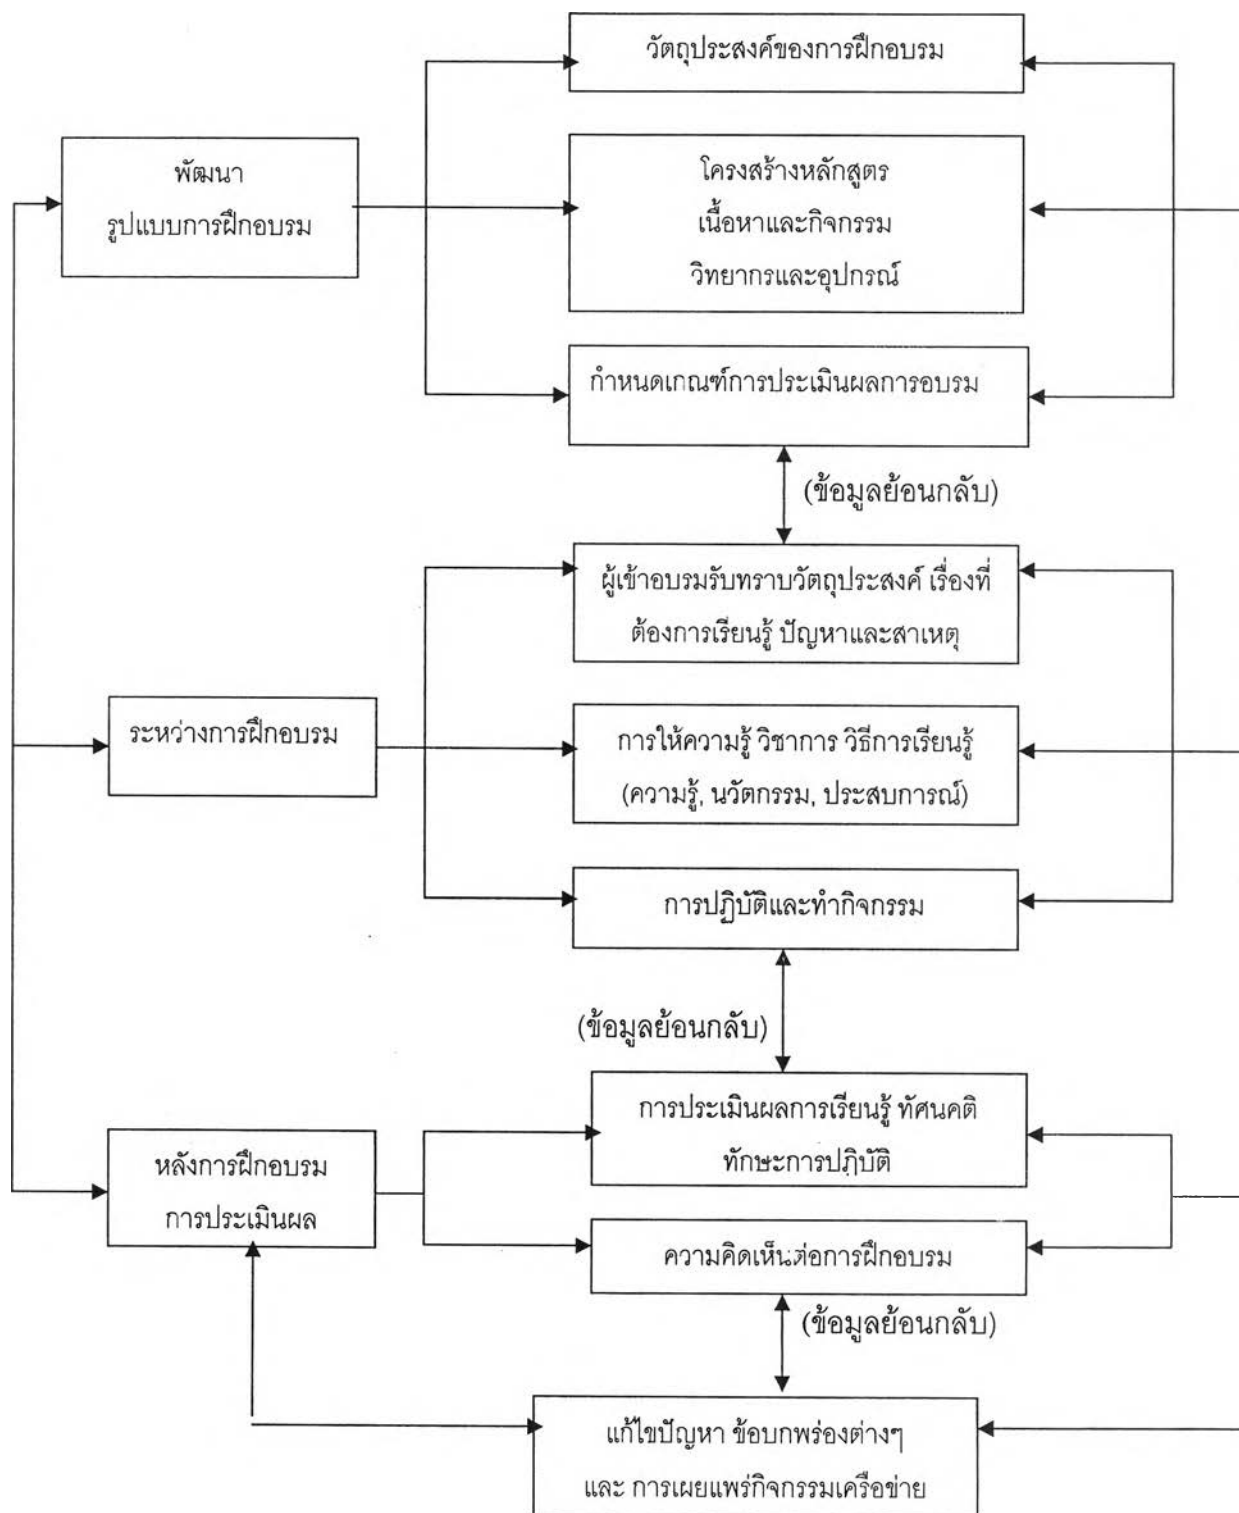 วัตถุประสงค์ของการฝึกอบรม
พัฒนา
รูปแบบการฝึกอบรม
โครงสร้างหลักสูตร
เนื้อหาและกิจกรรม
วิทยากรและอุปกรณ์
กำหนดเกณฑ์การประเมินผลการอบรม
(ข้อมูลย้อนกลับ)
ผู้เข้าอบรมรับทราบวัตถุประสงค์ เรื่องที่
ต้องการเรียนรู้ ปัญหาและสาเหตุ
ระหว่างการฝึกอบรม
การให้ความรู้ วิชาการ วิธีการเรียนรู้
(ความรู้, นวัตกรรม, ประสบการณ์)
การปฏิบัติและทำกิจกรรม
(ข้อมูลย้อนกลับ)
การประเมินผลการเรียนรู้ ทัศนคติ
ทักษะการปฏิบัติ
หลังการฝึกอบรม
การประเมินผล
ความคิดเห็นต่อการฝึกอบรม
(ข้อมูลย้อนกลับ)
แก้ไขปัญหา ข้อบกพร่องต่างๆ
และ การเผยแพร่กิจกรรมเครือข่าย